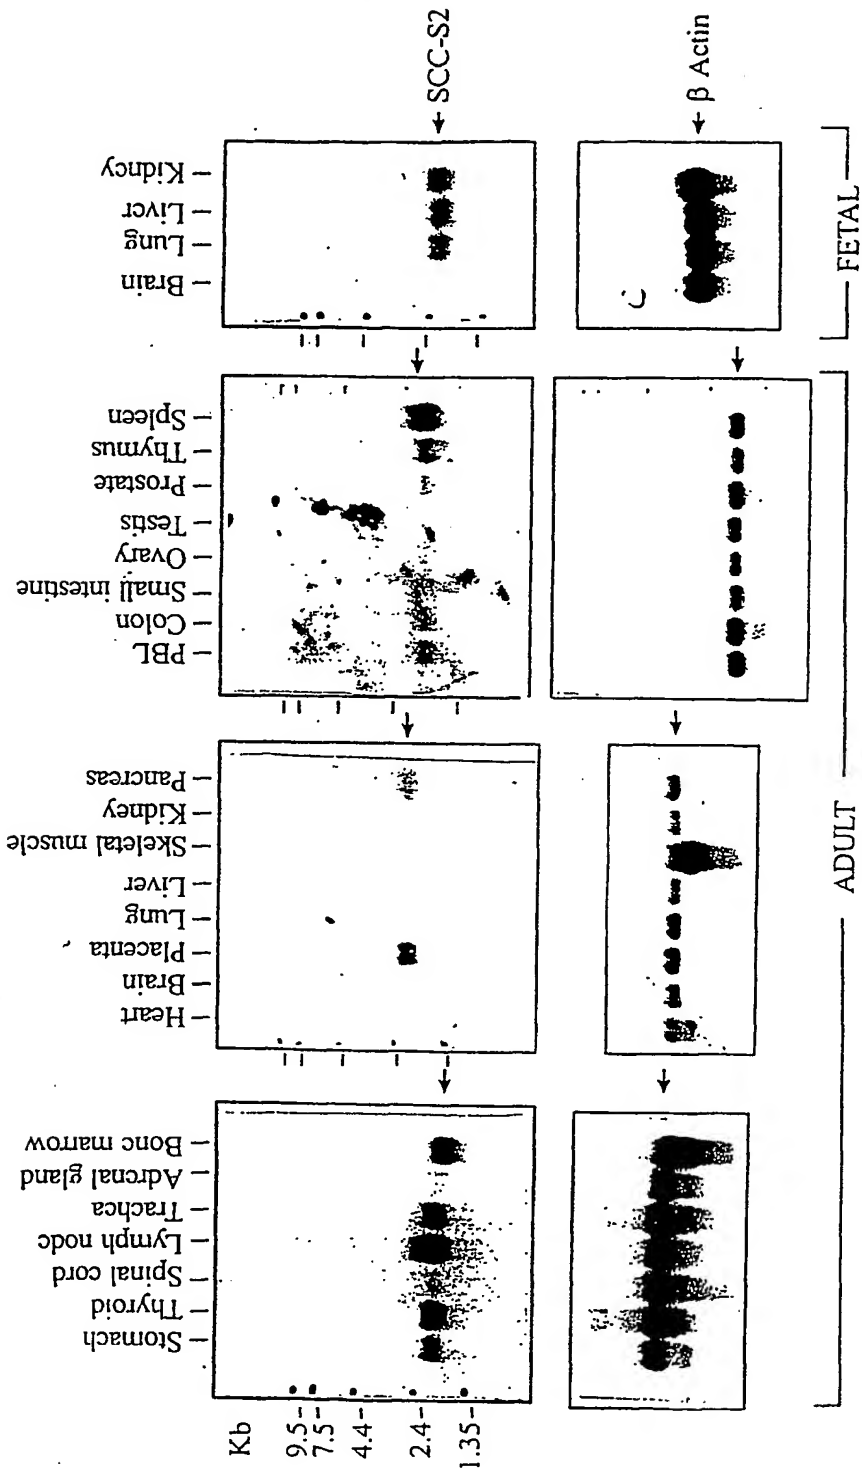 Kb
9.5-
7.5-
4.4-
2.4-
1.35-
Stomach
Thyroid
Spinal cord
Lymph node
Trachea
Adrenal gland
Bone marrow
Heart
Brain
Placenta
Lung
Liver
Skeletal muscle
Kidney
Pancreas
PBL
Colon
Small intestine
Ovary
Testis
Prostate
Thymus
Spleen
Brain
Lung
Liver
Kidney
SCC-S2
β Actin
ADULT
FETAL